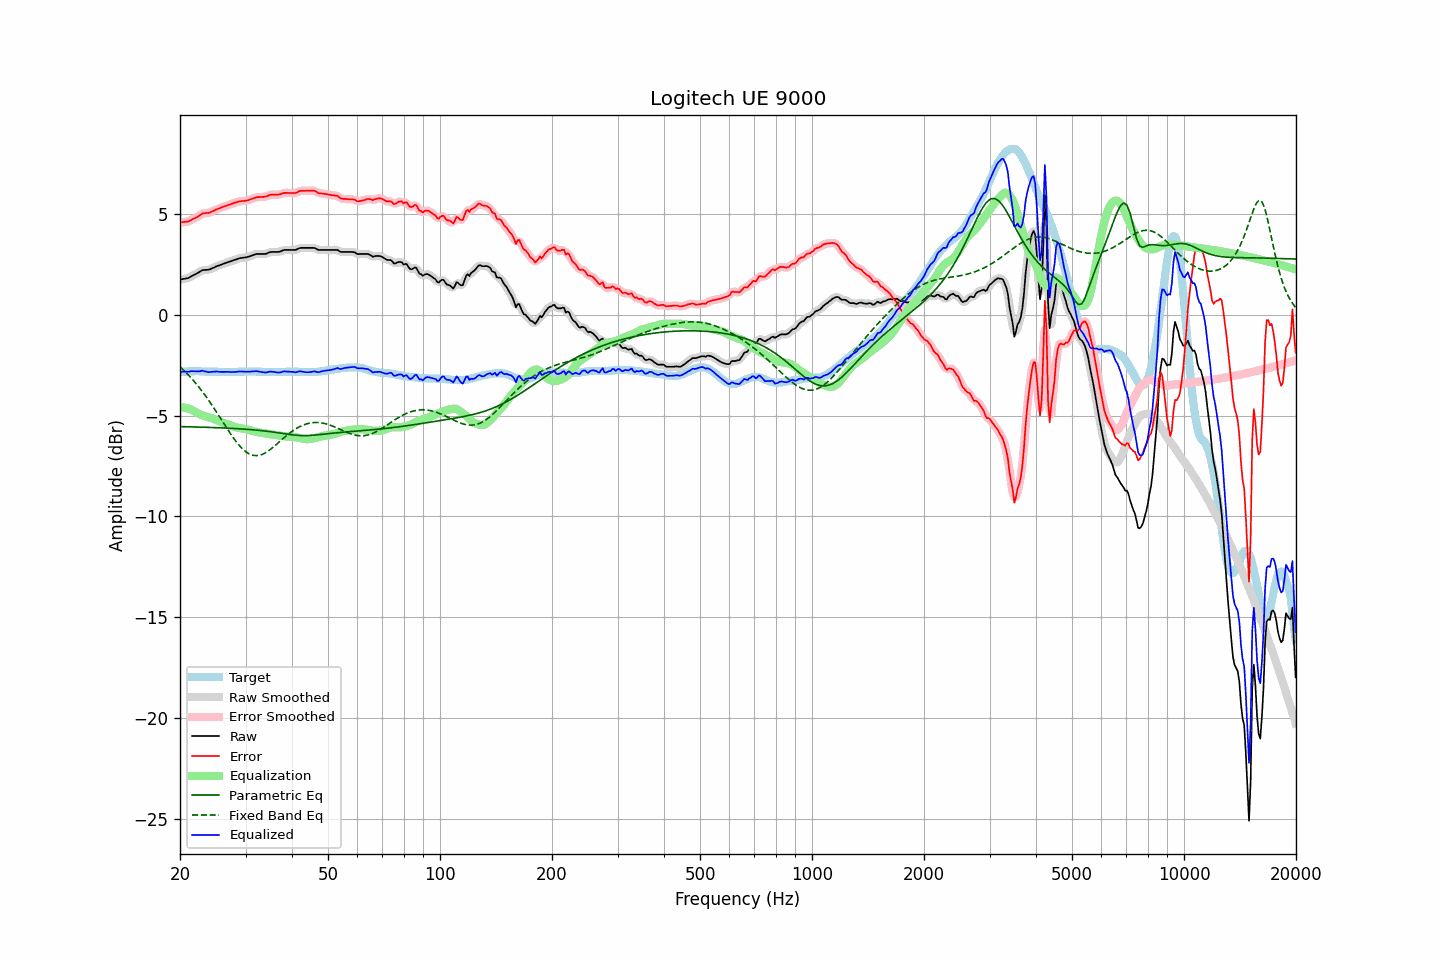 Logitech UE 9000
Amplitude (dBr)
5
0
−5
−10
−15
−20
−25
Target
Raw Smoothed
Error Smoothed
Raw
Error
Equalization
Parametric Eq
Fixed Band Eq
Equalized
20 50 100 200 500 1000 2000 5000 10000 20000
Frequency (Hz)